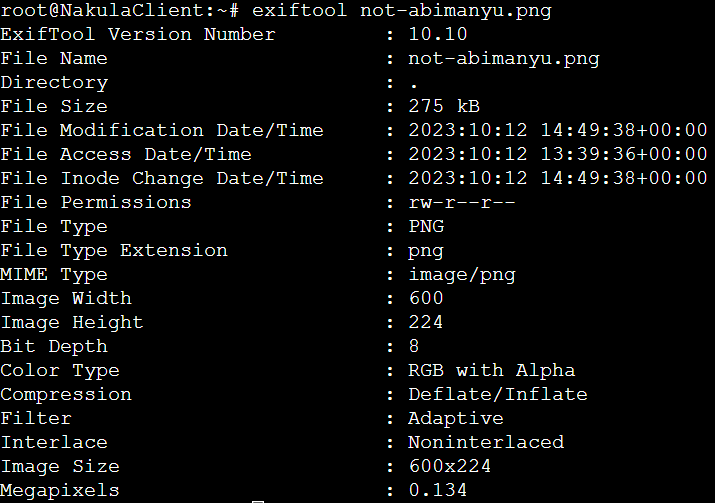 root@NakulaClient:~# exiftool not-abimanyu.png
ExifTool Version Number         : 10.10
File Name                       : not-abimanyu.png
Directory                       : .
File Size                       : 275 kB
File Modification Date/Time     : 2023:10:12 14:49:38+00:00
File Access Date/Time           : 2023:10:12 13:39:36+00:00
File Inode Change Date/Time     : 2023:10:12 14:49:38+00:00
File Permissions                : rw-r--r--
File Type                       : PNG
File Type Extension             : png
MIME Type                       : image/png
Image Width                     : 600
Image Height                    : 224
Bit Depth                       : 8
Color Type                      : RGB with Alpha
Compression                     : Deflate/Inflate
Filter                          : Adaptive
Interlace                       : Noninterlaced
Image Size                      : 600x224
Megapixels                      : 0.134